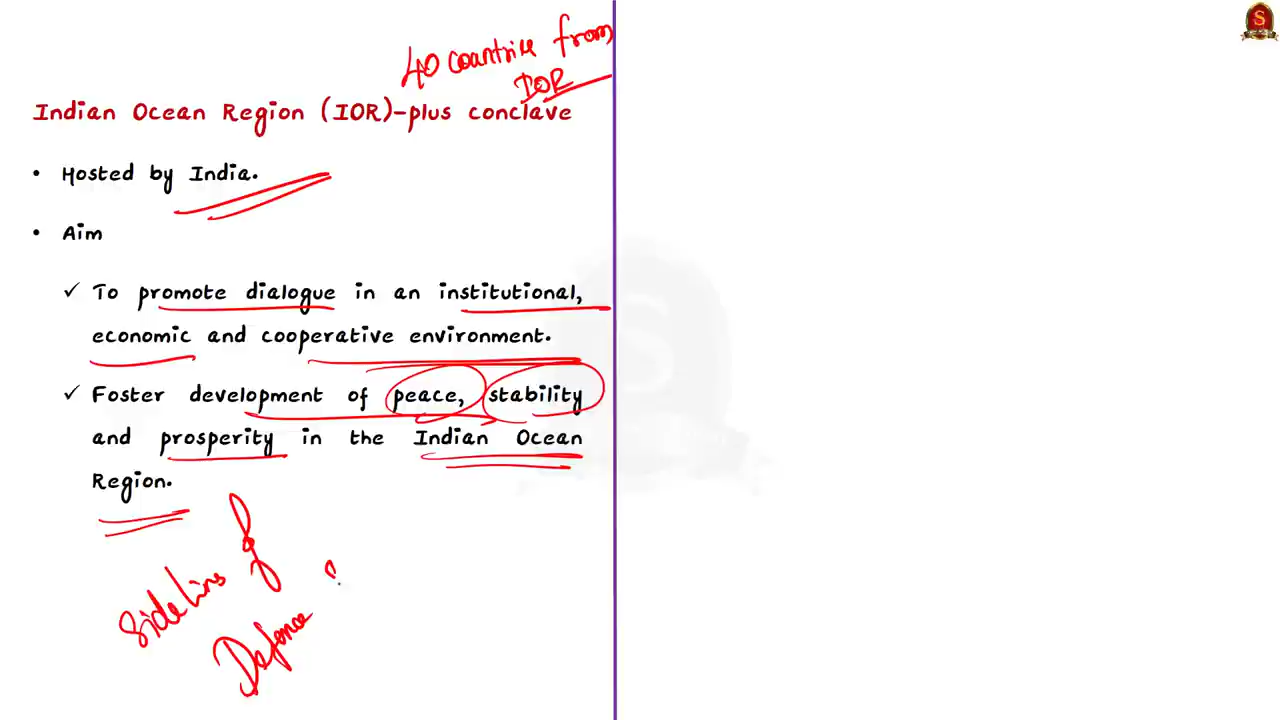 40 countries from
IOR
Indian Ocean Region (IOR)-plus conclave
• Hosted by India.
• Aim
✓ To promote dialogue in an institutional,
economic and cooperative environment.
✓ Foster development of peace, stability
and prosperity in the Indian Ocean
Region.
Sidelins of
Defence
S